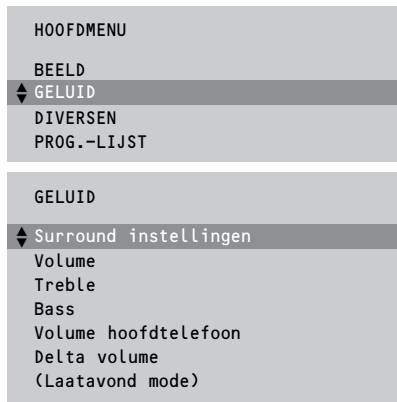 HOOFDMENU
BEELD
GELUID
DIVERSEN
PROG.-LIJST
GELUID
Surround instellingen
Volume
Treble
Bass
Volume hoofdtelefoon
Delta volume
(Laatavond mode)